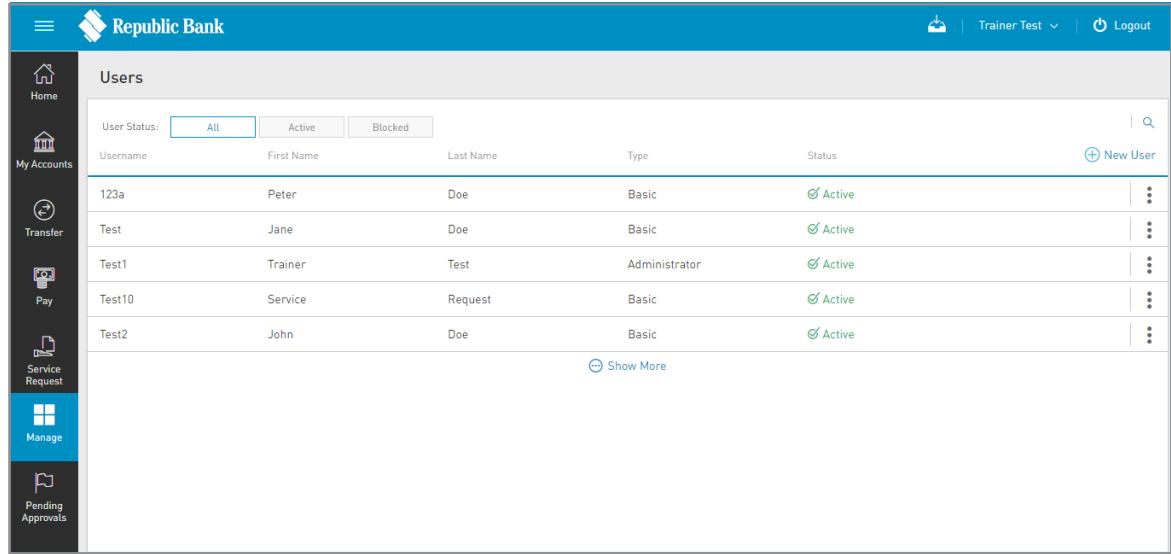 Republic Bank
Trainer Test
Logout
Home
My Accounts
Transfer
Pay
Service
Request
Manage
Pending
Approvals
Users
User Status: All Active Blocked
Username First Name Last Name Type Status New User
123a Peter Doe Basic Active
Test Jane Doe Basic Active
Test1 Trainer Test Administrator Active
Test10 Service Request Basic Active
Test2 John Doe Basic Active
Show More